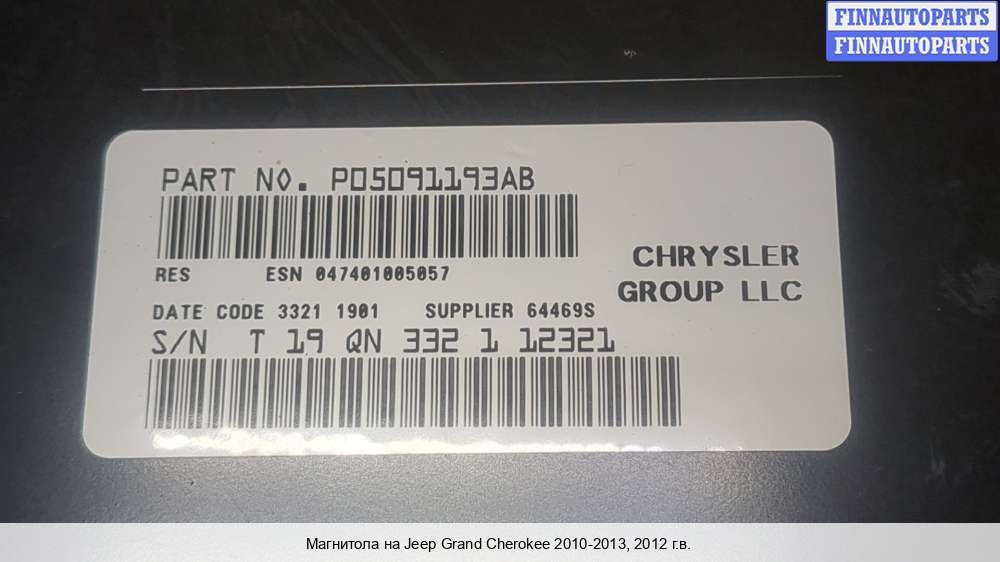 FINNAUTOPARTS
FINNAUTOPARTS
PART NO. P05091193AB
RES ESN 047401005057
CHRYSLER
GROUP LLC
DATE CODE 3321 1901 SUPPLIER 64469S
S/N T 19 QN 332 1 12321
Магнитола на Jeep Grand Cherokee 2010-2013, 2012 г.в.